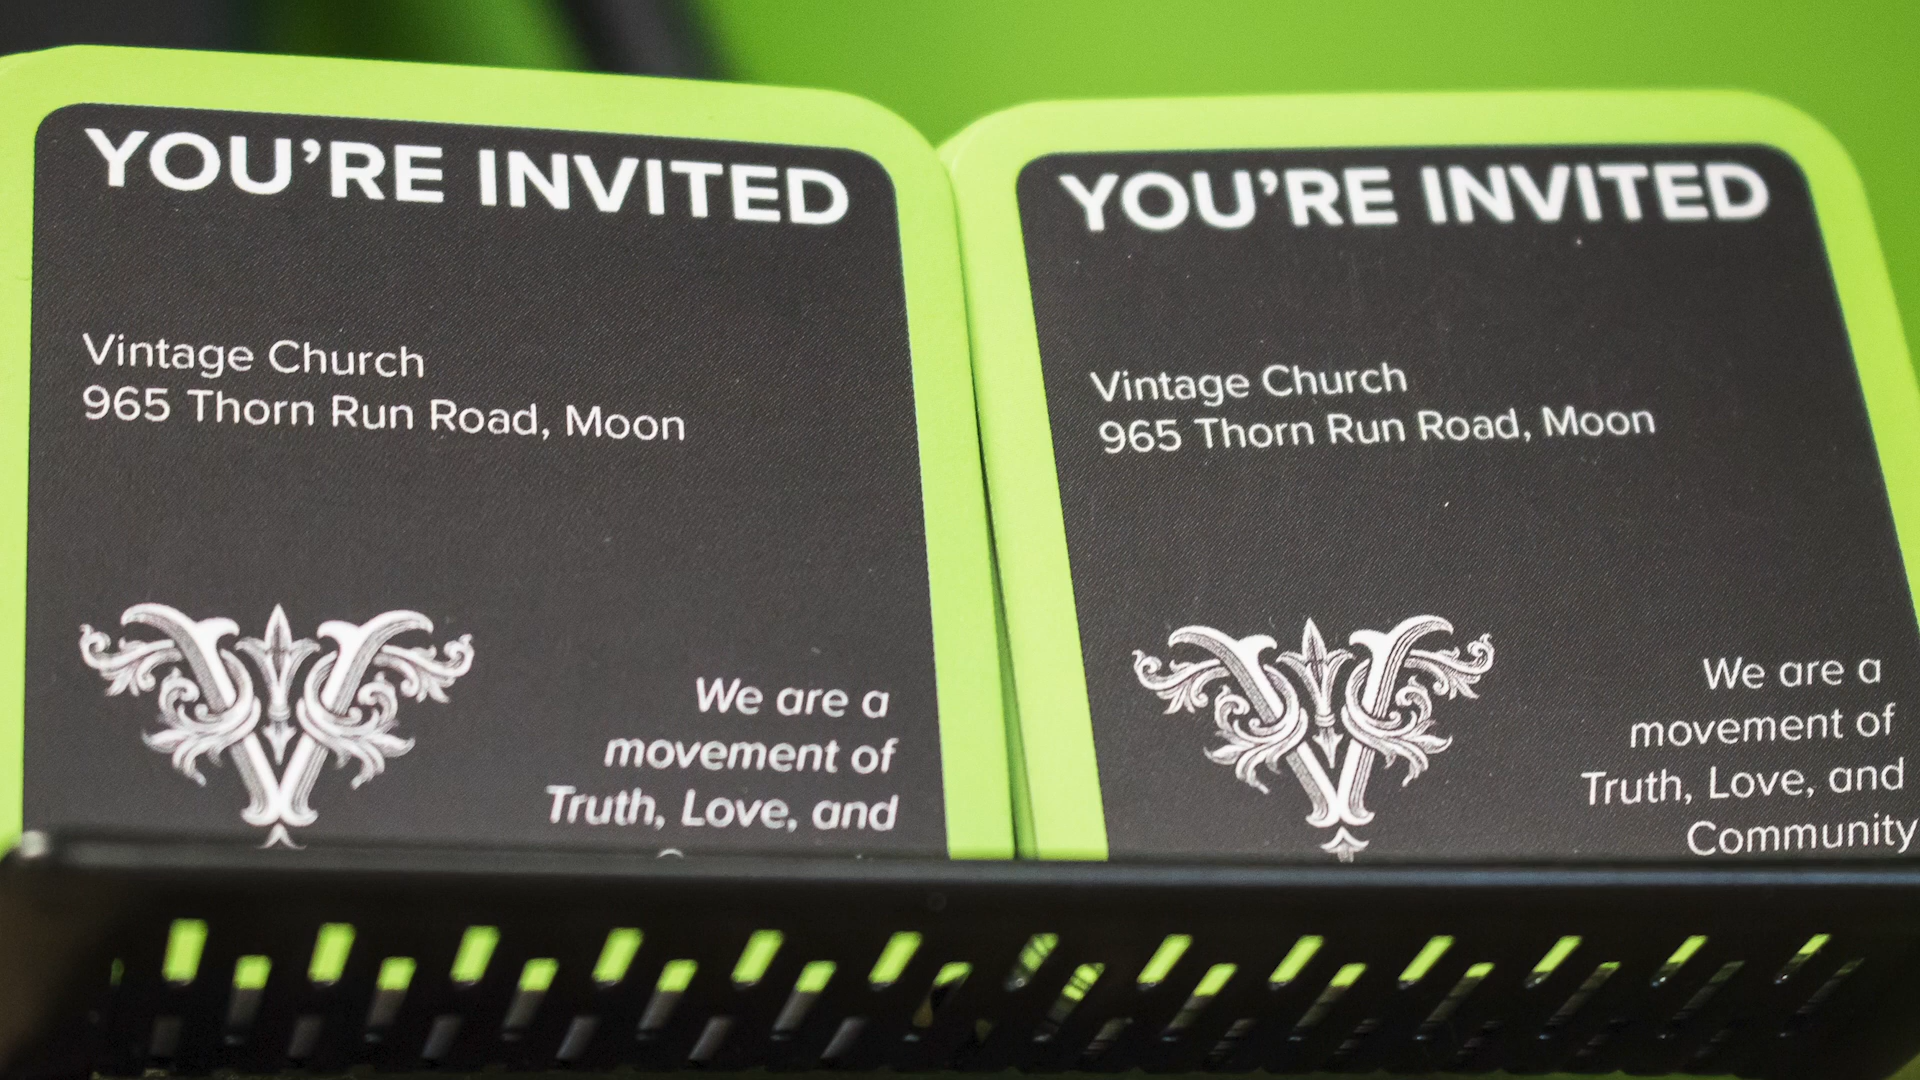 YOU'RE INVITED
Vintage Church
965 Thorn Run Road, Moon
We are a
movement of
Truth, Love, and
YOU'RE INVITED
Vintage Church
965 Thorn Run Road, Moon
We are a
movement of
Truth, Love, and
Community